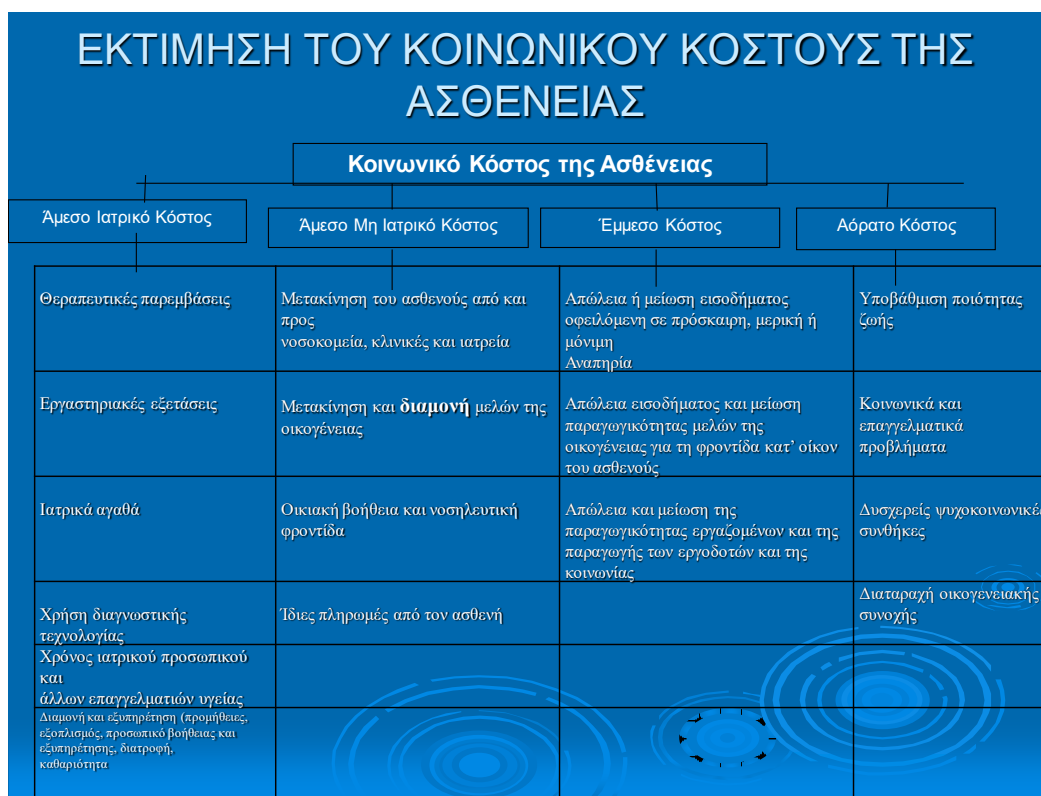 ΕΚΤΙΜΗΣΗ ΤΟΥ ΚΟΙΝΩΝΙΚΟΥ ΚΟΣΤΟΥΣ ΤΗΣ
ΑΣΘΕΝΕΙΑΣ
Κοινωνικό Κόστος της Ασθένειας
Άμεσο Ιατρικό Κόστος
Άμεσο Μη Ιατρικό Κόστος
Έμμεσο Κόστος
Αόρατο Κόστος
Θεραπευτικές παρεμβάσεις
Μετακίνηση του ασθενούς από και
προς
νοσοκομεία, κλινικές και ιατρεία
Απώλεια ή μείωση εισοδήματος
οφειλόμενη σε πρόσκαιρη, μερική ή
μόνιμη
Αναπηρία
Υποβάθμιση ποιότητας
ζωής
Εργαστηριακές εξετάσεις
Μετακίνηση και διαμονή μελών της
οικογένειας
Απώλεια εισοδήματος και μείωση
παραγωγικότητας μελών της
οικογένειας για τη φροντίδα κατ’ οίκον
του ασθενούς
Κοινωνικά και
επαγγελματικά
προβλήματα
Ιατρικά αγαθά
Οικιακή βοήθεια και νοσηλευτική
φροντίδα
Απώλεια και μείωση της
παραγωγικότητας εργαζομένων και της
παραγωγής των εργοδοτών και της
κοινωνίας
Δυσχερείς ψυχοκοινωνικές
συνθήκες
Χρήση διαγνωστικής
τεχνολογίας
Ίδιες πληρωμές από τον ασθενή
Διαταραχή οικογενειακής
συνοχής
Χρόνος ιατρικού προσωπικού
και
άλλων επαγγελματιών υγείας
Διαμονή και εξυπηρέτηση (προμήθειες,
εξοπλισμός, προσωπικό βοήθειας και
εξυπηρέτησης, διατροφή,
καθαριότητα